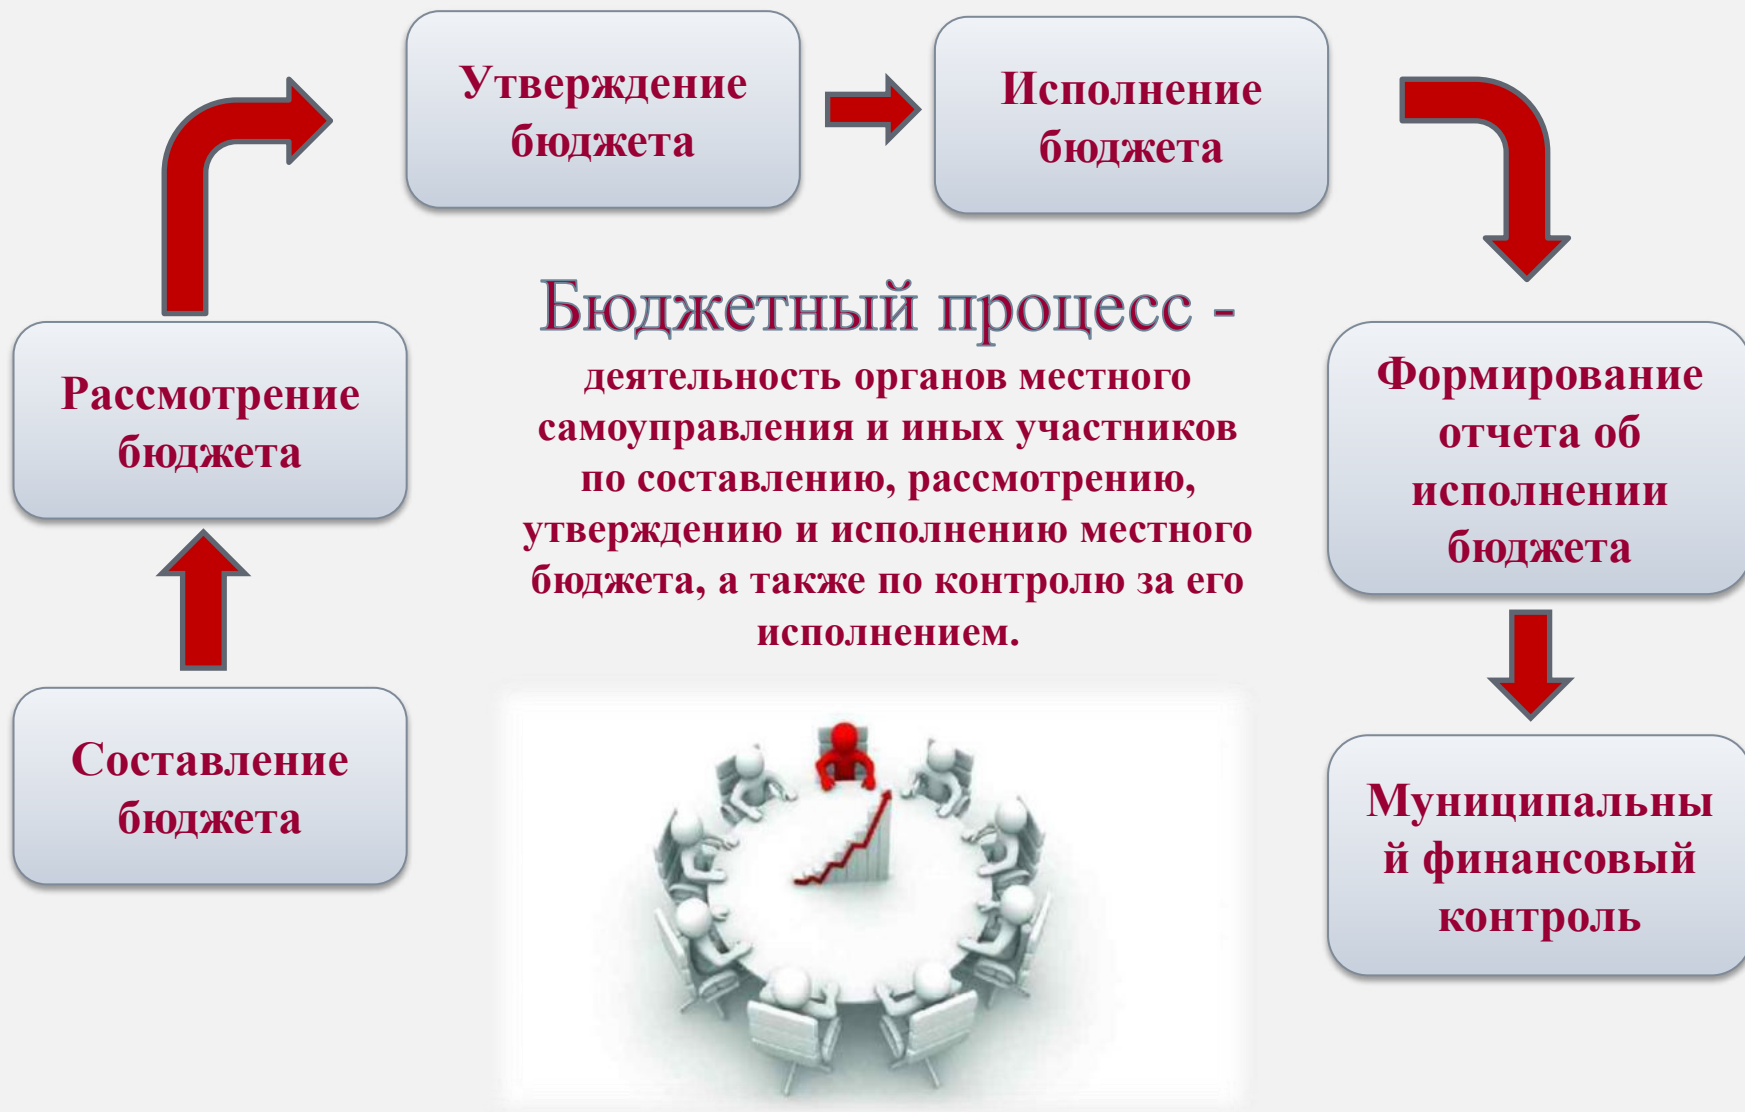 Утверждение
бюджета
Исполнение
бюджета
Бюджетный процесс -
деятельность органов местного
самоуправления и иных участников
по составлению, рассмотрению,
утверждению и исполнению местного
бюджета, а также по контролю за его
исполнением.
Рассмотрение
бюджета
Формирование
отчета об
исполнении
бюджета
Составление
бюджета
Муниципальны
й финансовый
контроль